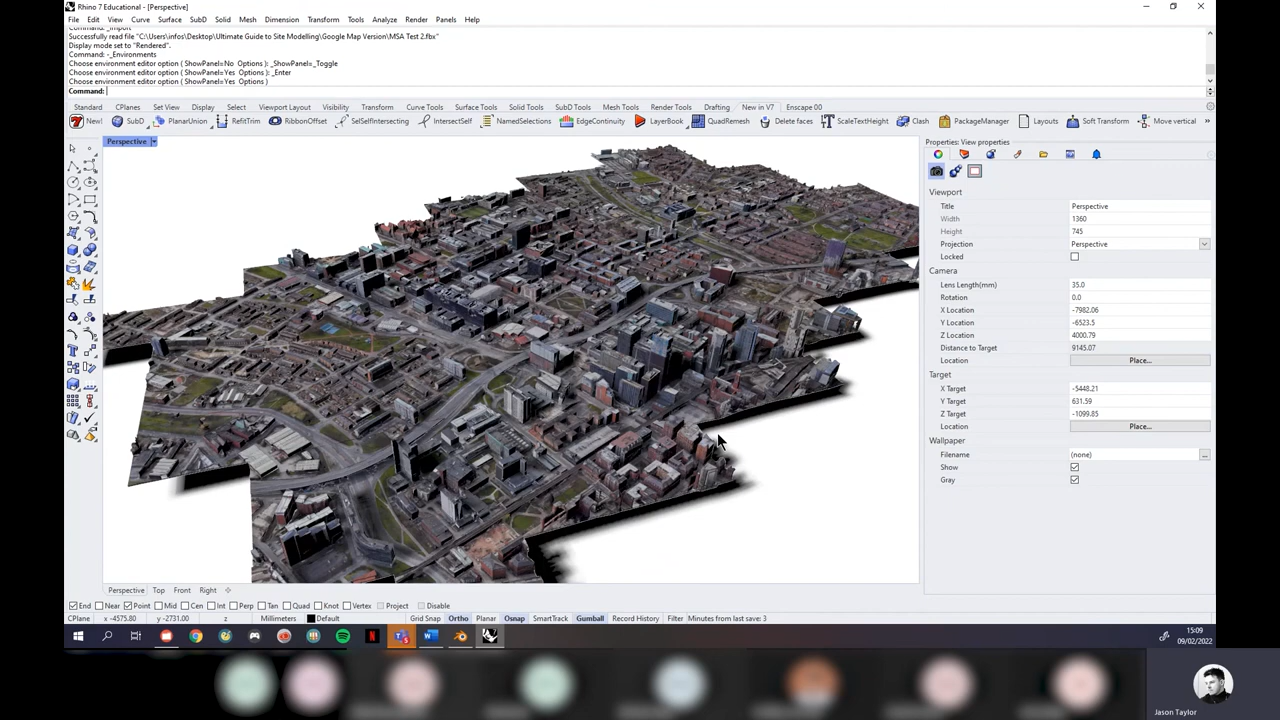 Rhino 7 Educational - [Perspective]
File Edit View Curve Surface SubD Solid Mesh Dimension Transform Tools Analyze Render Panels Help
Command: _Import
Successfully read file "C:\Users\infos\Desktop\Ultimate Guide to Site Modelling\Google Map Version\MSA Test 2.fbx"
Display mode set to "Rendered".
Command: -_Environments
Choose environment editor option ( ShowPanel=No Options ): _ShowPanel=_Toggle
Choose environment editor option ( ShowPanel=Yes Options ): _Enter
Choose environment editor option ( ShowPanel=Yes Options )
Command:
Standard CPlanes Set View Display Select Viewport Layout Visibility Transform Curve Tools Surface Tools Solid Tools SubD Tools Mesh Tools Render Tools Drafting New in V7 Enscape 00
New! SubD PlanarUnion RefitTrim RibbonOffset SelSelfIntersecting IntersectSelf NamedSelections EdgeContinuity LayerBook QuadRemesh Delete faces ScaleTextHeight Clash PackageManager Layouts Soft Transform Move vertical »
Perspective
Properties: View properties
Viewport
Title Perspective
Width 1360
Height 745
Projection Perspective
Locked
Camera
Lens Length(mm) 35.0
Rotation 0.0
X Location -7982.06
Y Location -6523.5
Z Location 4000.79
Distance to Target 9145.07
Location Place...
Target
X Target -5448.21
Y Target 631.59
Z Target -1099.85
Location Place...
Wallpaper
Filename (none) ...
Show
Gray
Perspective Top Front Right
End Near Point Mid Cen Int Perp Tan Quad Knot Vertex Project Disable
CPlane x -4575.80 y -2731.00 z Millimeters Default Grid Snap Ortho Planar Osnap SmartTrack Gumball Record History Filter Minutes from last save: 3
15:09
09/02/2022
Jason Taylor